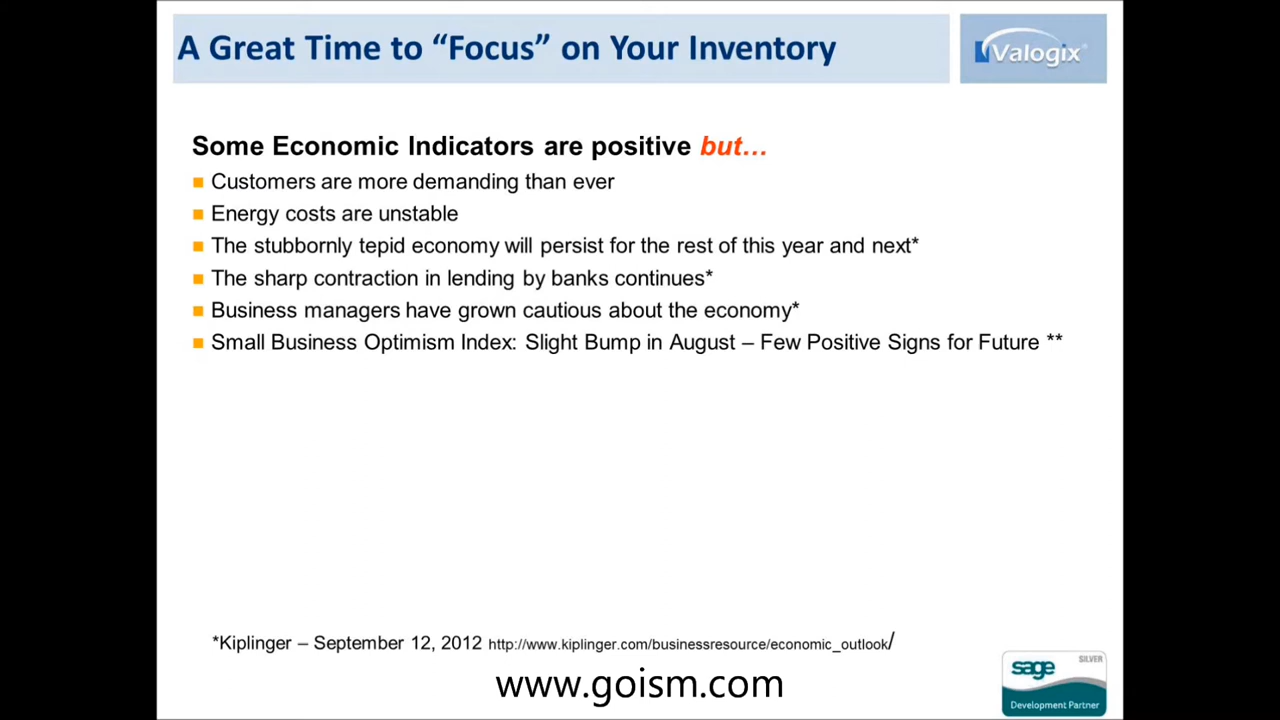 A Great Time to “Focus” on Your Inventory
Valogix®
Some Economic Indicators are positive but…
Customers are more demanding than ever
Energy costs are unstable
The stubbornly tepid economy will persist for the rest of this year and next*
The sharp contraction in lending by banks continues*
Business managers have grown cautious about the economy*
Small Business Optimism Index: Slight Bump in August – Few Positive Signs for Future **
*Kiplinger – September 12, 2012 http://www.kiplinger.com/businessresource/economic_outlook/
www.goism.com
sage SILVER
Development Partner